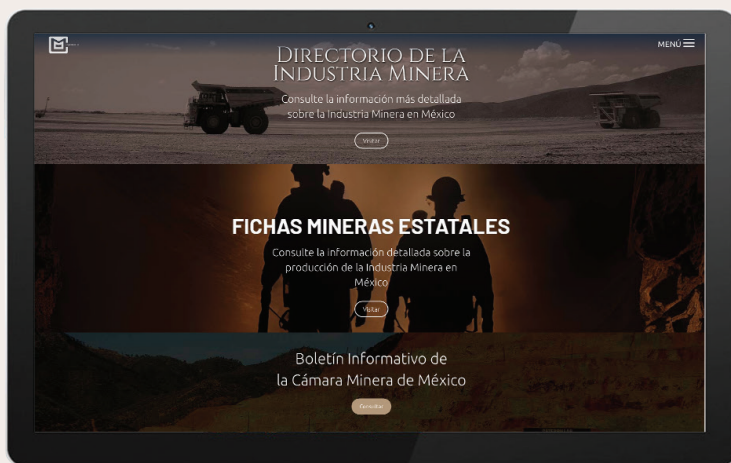 MENÚ
DIRECTORIO DE LA
INDUSTRIA MINERA
Consulte la información más detallada
sobre la Industria Minera en México
Visitar
FICHAS MINERAS ESTATALES
Consulte la información detallada sobre la
producción de la Industria Minera en
México
Visitar
Boletín Informativo de
la Cámara Minera de México
Consultar